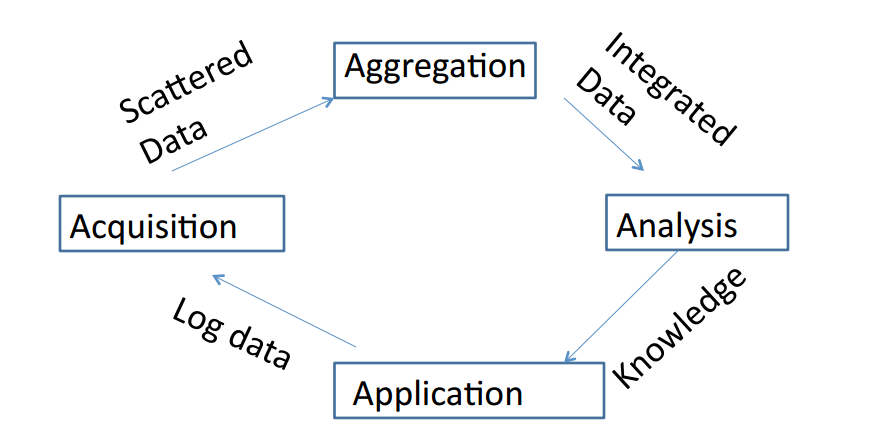 Scattered
Data
Aggregation
Integrated
Data
Acquisition
Analysis
Log data
Knowledge
Application